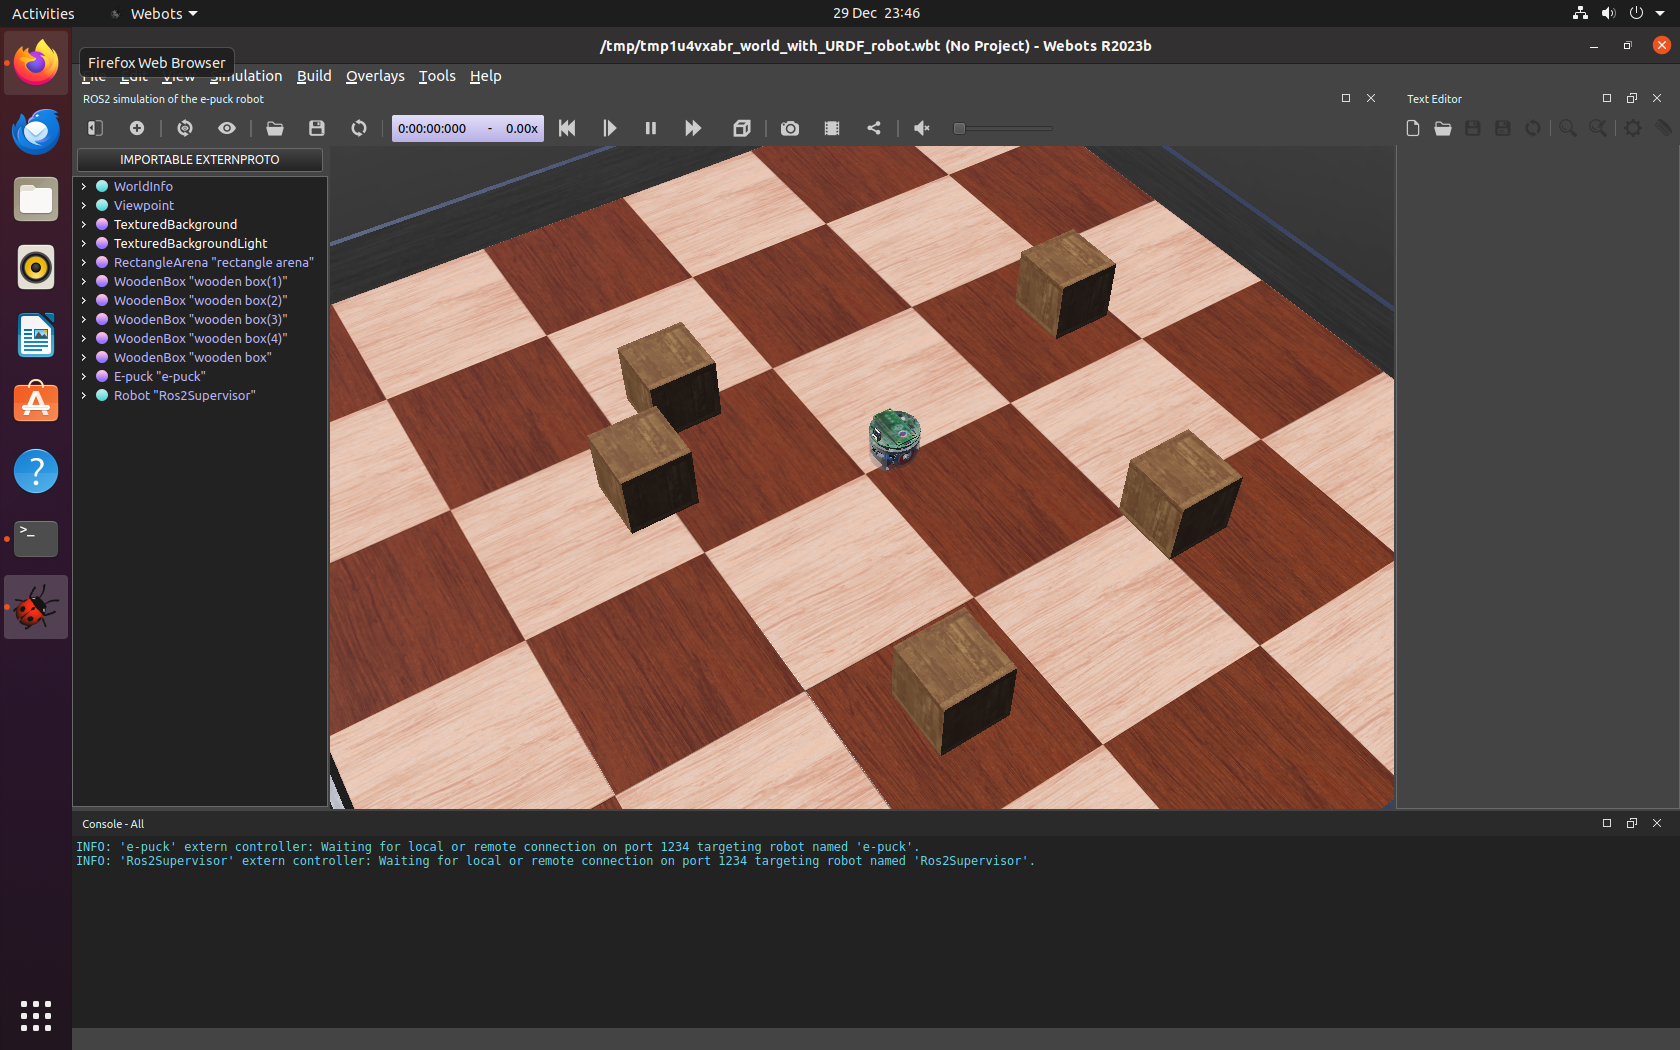 Activities
Webots
29 Dec 23:46
/tmp/tmp1u4vxabr_world_with_URDF_robot.wbt (No Project) - Webots R2023b
Firefox Web Browser
File Edit View Simulation Build Overlays Tools Help
ROS2 simulation of the e-puck robot
Text Editor
0:00:00:000 - 0.00x
IMPORTABLE EXTERNPROTO
WorldInfo
Viewpoint
TexturedBackground
TexturedBackgroundLight
RectangleArena "rectangle arena"
WoodenBox "wooden box(1)"
WoodenBox "wooden box(2)"
WoodenBox "wooden box(3)"
WoodenBox "wooden box(4)"
WoodenBox "wooden box"
E-puck "e-puck"
Robot "Ros2Supervisor"
Console - All
INFO: 'e-puck' extern controller: Waiting for local or remote connection on port 1234 targeting robot named 'e-puck'.
INFO: 'Ros2Supervisor' extern controller: Waiting for local or remote connection on port 1234 targeting robot named 'Ros2Supervisor'.